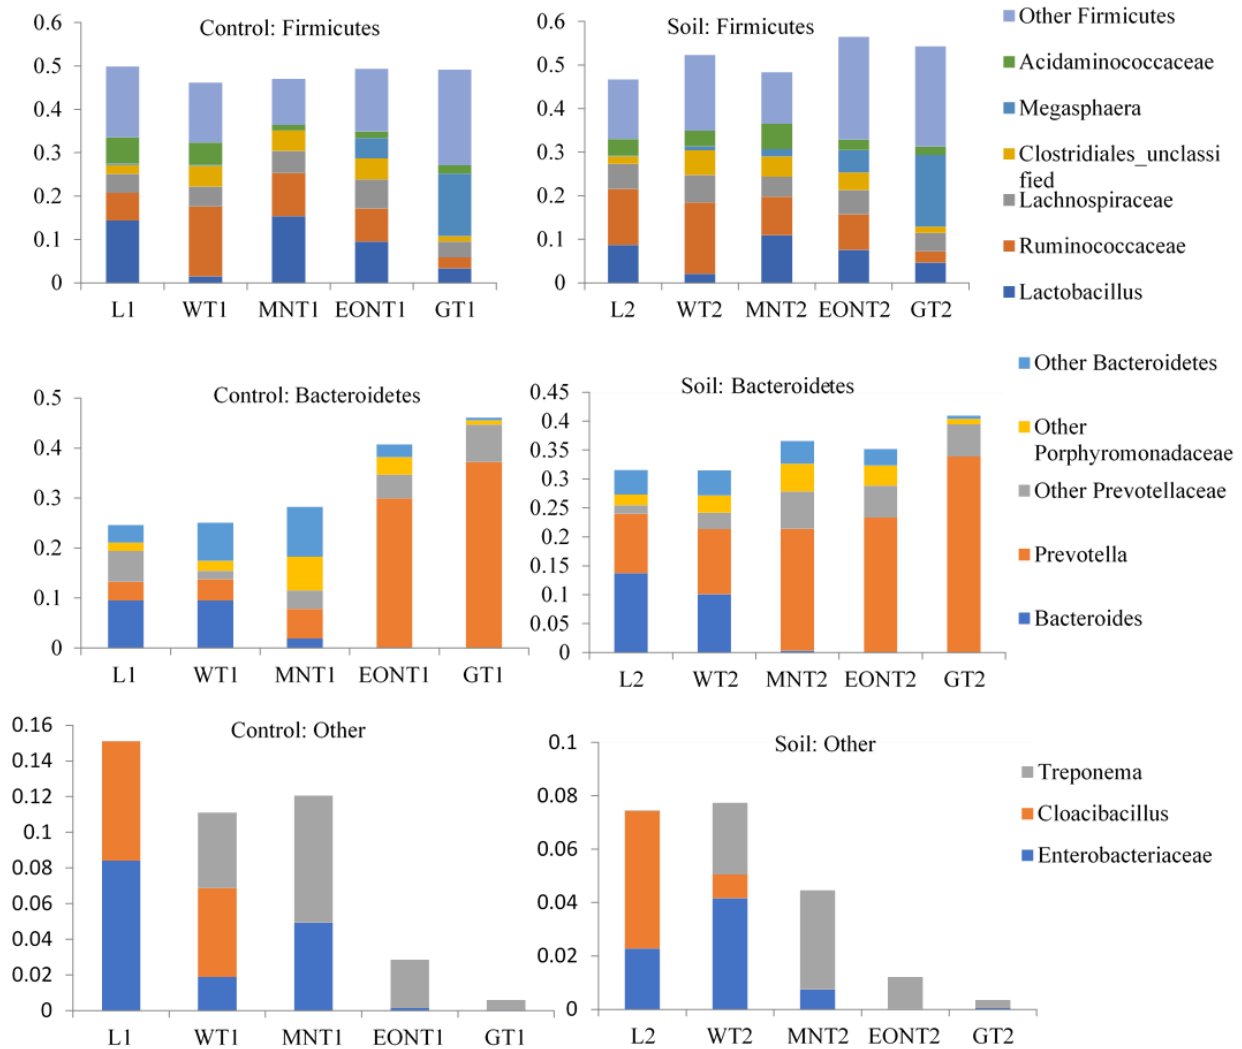 Control: Firmicutes
0.6
0.5
0.4
0.3
0.2
0.1
0
L1 WT1 MNT1 EONT1 GT1
Soil: Firmicutes
0.6
0.5
0.4
0.3
0.2
0.1
0
L2 WT2 MNT2 EONT2 GT2
Other Firmicutes
Acidaminococcaceae
Megasphaera
Clostridiales_unclassi
fied
Lachnospiraceae
Ruminococcaceae
Lactobacillus
Control: Bacteroidetes
0.5
0.4
0.3
0.2
0.1
0
L1 WT1 MNT1 EONT1 GT1
Soil: Bacteroidetes
0.45
0.4
0.35
0.3
0.25
0.2
0.15
0.1
0.05
0
L2 WT2 MNT2 EONT2 GT2
Other Bacteroidetes
Other
Porphyromonadaceae
Other Prevotellaceae
Prevotella
Bacteroides
Control: Other
0.16
0.14
0.12
0.1
0.08
0.06
0.04
0.02
0
L1 WT1 MNT1 EONT1 GT1
Soil: Other
0.1
0.08
0.06
0.04
0.02
0
L2 WT2 MNT2 EONT2 GT2
Treponema
Cloacibacillus
Enterobacteriaceae